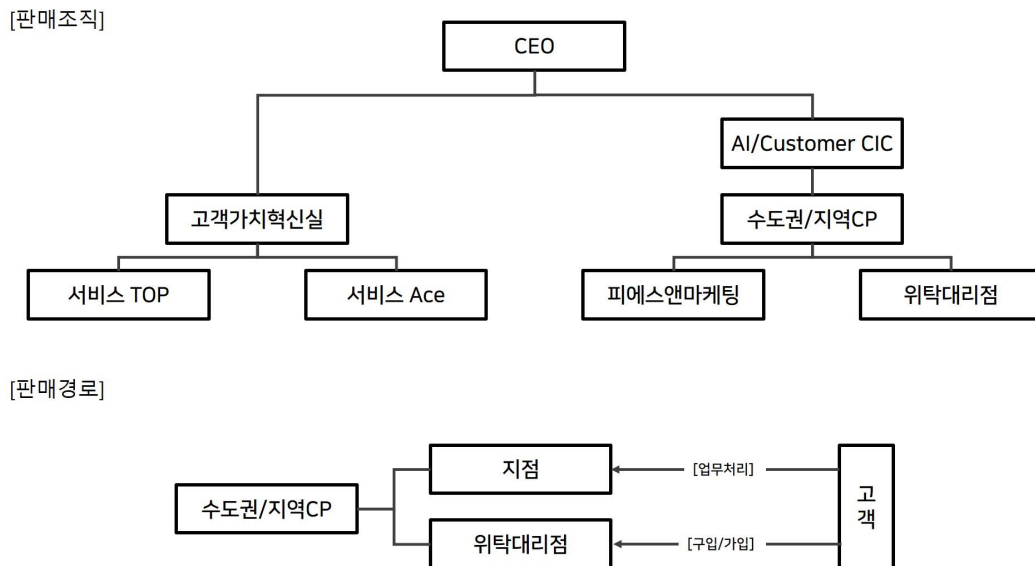 [판매조직]
CEO
AI/Customer CIC
고객가치혁신실
수도권/지역CP
서비스 TOP
서비스 Ace
피에스앤마케팅
위탁대리점
[판매경로]
지점
[업무처리]
고객
수도권/지역CP
위탁대리점
[구입/가입]